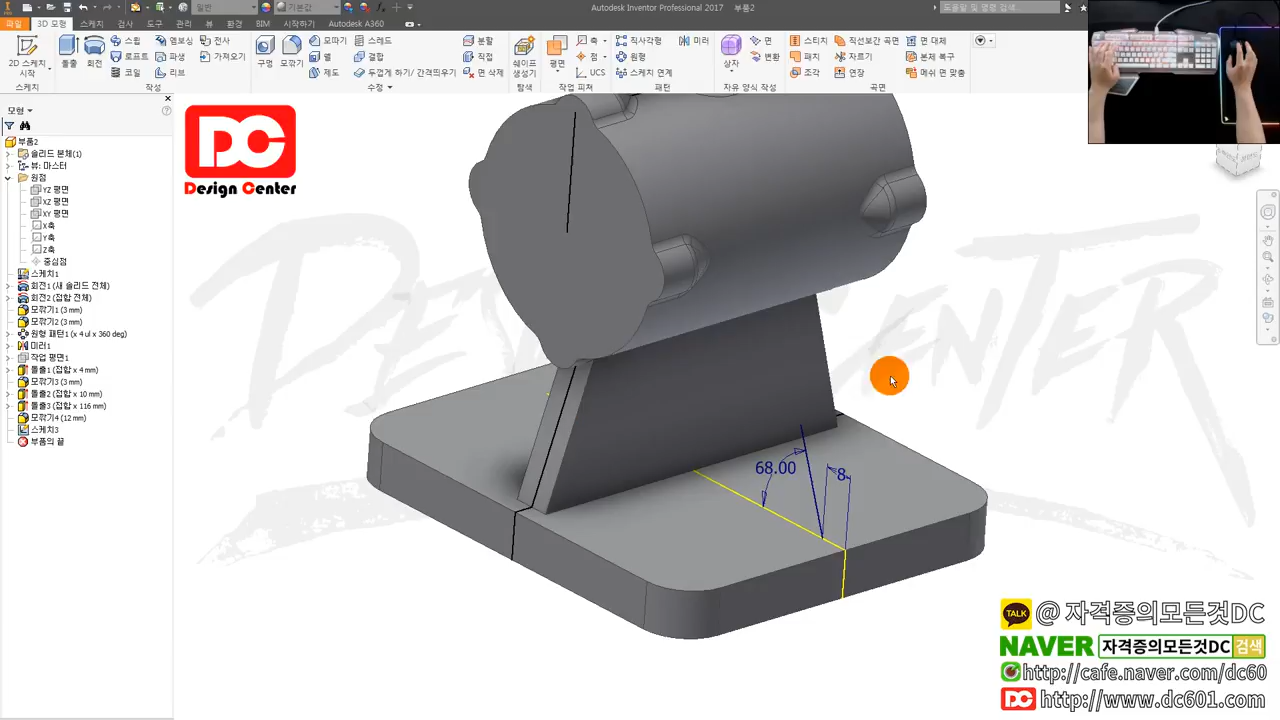 일반
기본값
Autodesk Inventor Professional 2017 부품2
도움말 및 명령 검색...
파일 3D 모형 스케치 검사 도구 관리 뷰 환경 BIM 시작하기 Autodesk A360
2D 스케치 시작
돌출
회전
스윕 엠보싱 전사
로프트 파생 가져오기
코일 리브
구멍
모깎기
모따기 스레드 분할
쉘 결합 직접
제도 두껍게 하기/ 간격띄우기 면 삭제
쉐이프 생성기
평면
축
점
UCS
직사각형 미러
원형
스케치 연계
상자
면
변환
스티치 직선보간 곡면 면 대체
패치 자르기 본체 복구
조각 연장 메쉬 면 맞춤
스케치 작성 수정 탐색 작업 피쳐 패턴 자유 양식 작성 곡면
모형
부품2
솔리드 본체(1)
뷰: 마스터
원점
YZ 평면
XZ 평면
XY 평면
X축
Y축
Z축
중심점
스케치1
회전1 (새 솔리드 전체)
회전2 (접합 전체)
모깎기1 (3 mm)
모깎기2 (3 mm)
원형 패턴1 (x 4 ul x 360 deg)
미러1
작업 평면1
돌출1 (접합 x 4 mm)
모깎기3 (3 mm)
돌출2 (접합 x 10 mm)
돌출3 (접합 x 116 mm)
모깎기4 (12 mm)
스케치3
부품의 끝
DC
Design Center
DEVELOP CENTER
68.00
8
TALK @ 자격증의모든것DC
NAVER 자격증의모든것DC 검색
http://cafe.naver.com/dc60
DC http://www.dc601.com